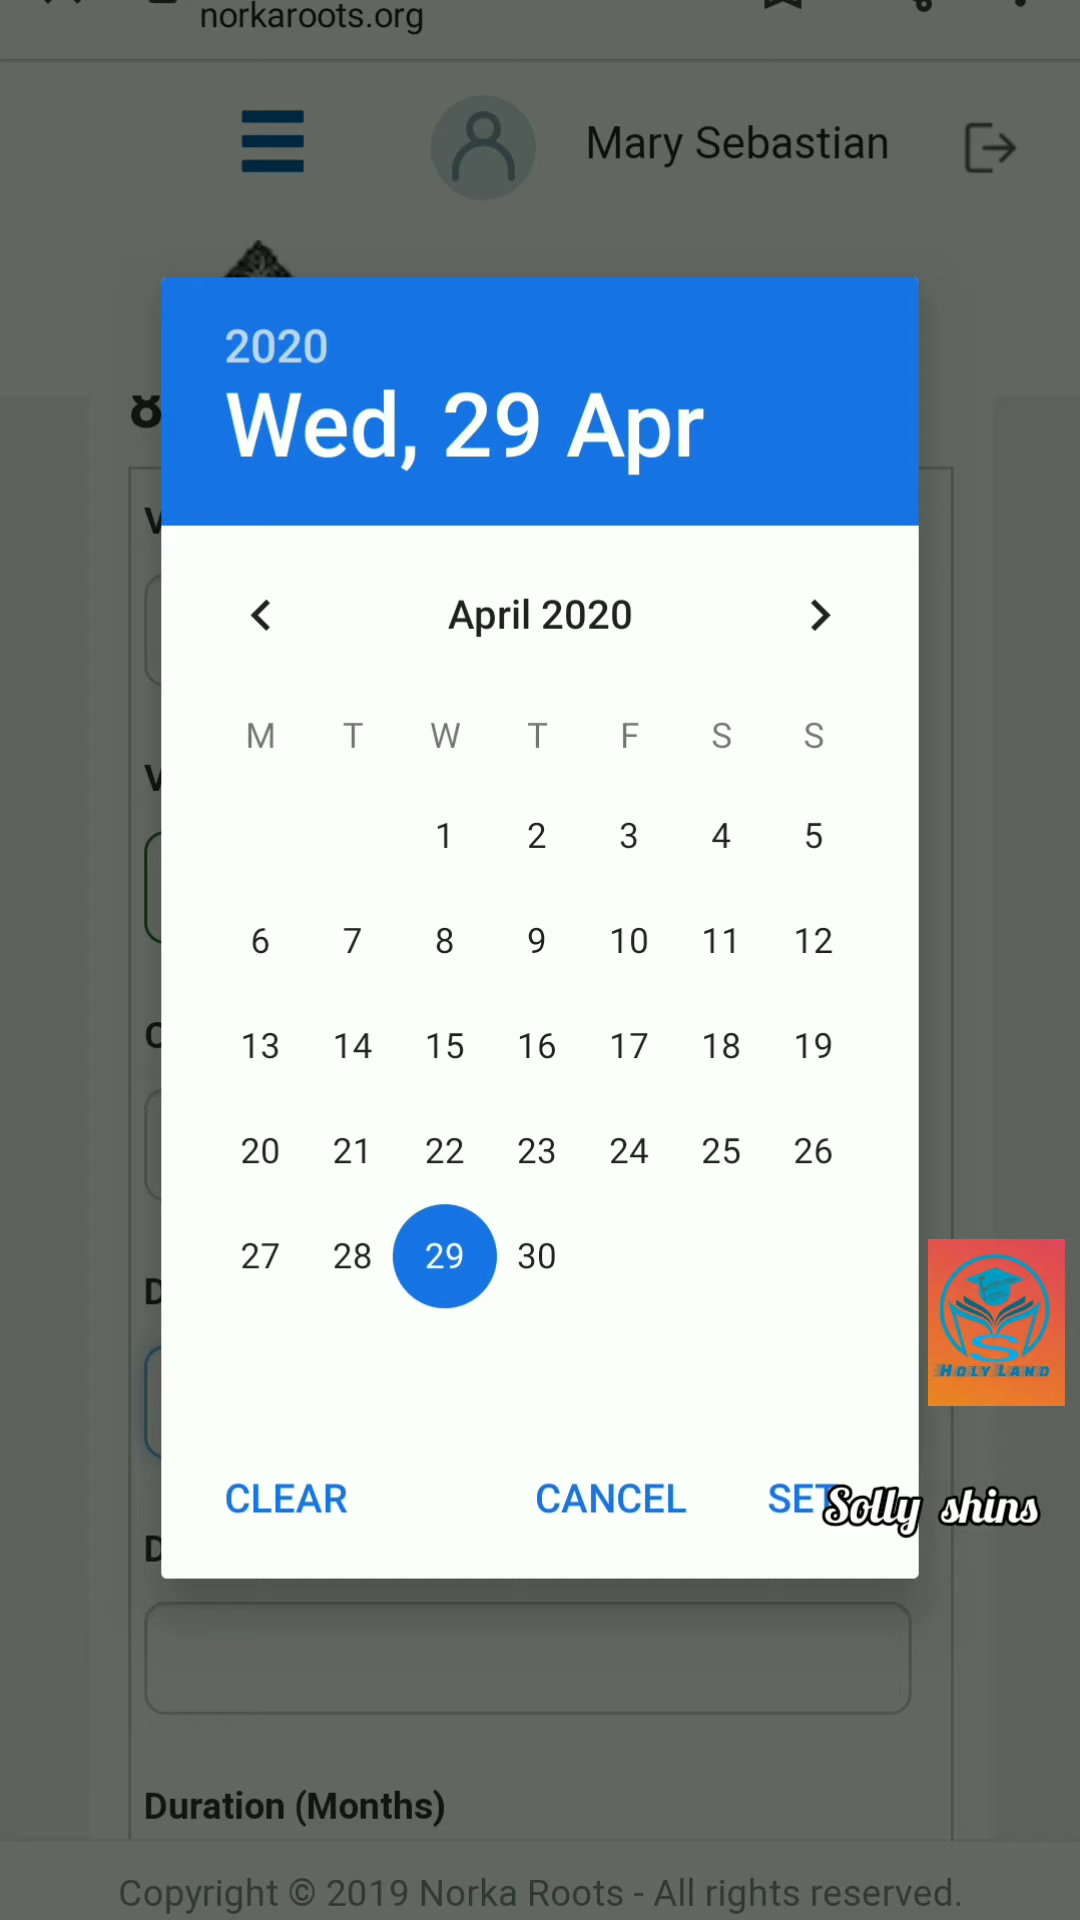 norkaroots.org
Mary Sebastian
2020
Wed, 29 Apr
8
April 2020
M T W T F S S
1 2 3 4 5
6 7 8 9 10 11 12
13 14 15 16 17 18 19
20 21 22 23 24 25 26
27 28 29 30
HOLY LAND
CLEAR CANCEL SET
Solly shins
D
Duration (Months)
Copyright © 2019 Norka Roots - All rights reserved.